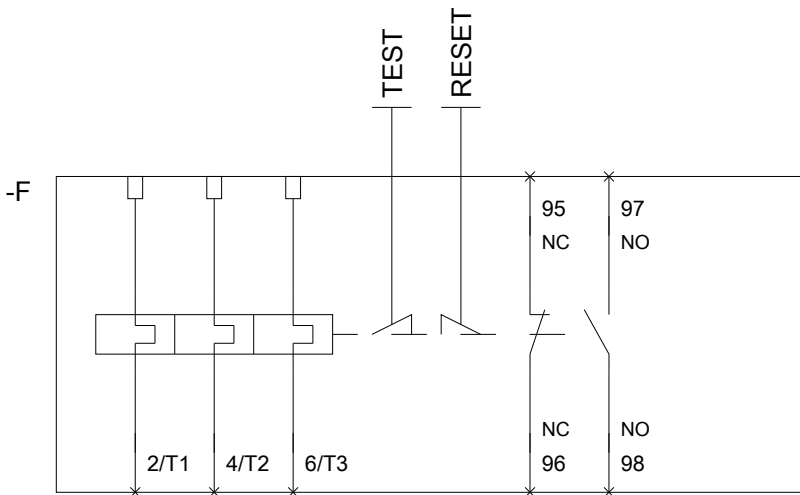 TEST
RESET
-F
95
97
NC
NO
NC
NO
2/T1
4/T2
6/T3
96
98